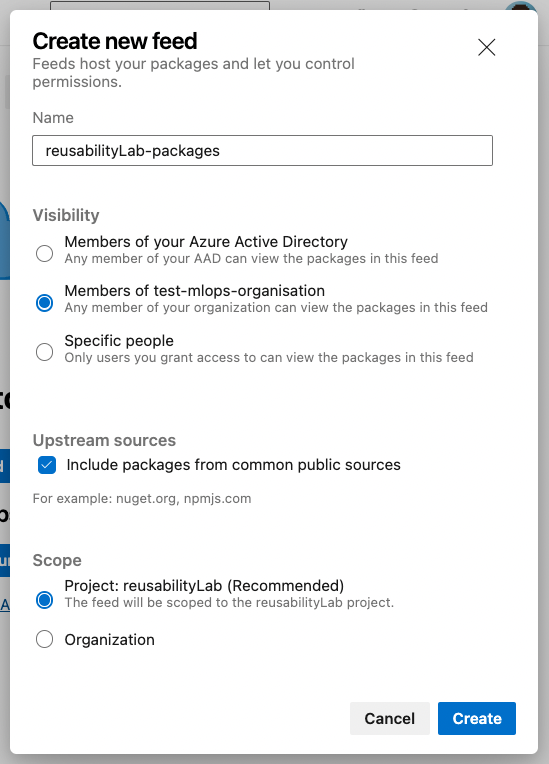 Create new feed
Feeds host your packages and let you control
permissions.
Name
reusabilityLab-packages
Visibility
Members of your Azure Active Directory
Any member of your AAD can view the packages in this feed
Members of test-mlops-organisation
Any member of your organization can view the packages in this feed
Specific people
Only users you grant access to can view the packages in this feed
Upstream sources
Include packages from common public sources
For example: nuget.org, npmjs.com
Scope
Project: reusabilityLab (Recommended)
The feed will be scoped to the reusabilityLab project.
Organization
Cancel
Create